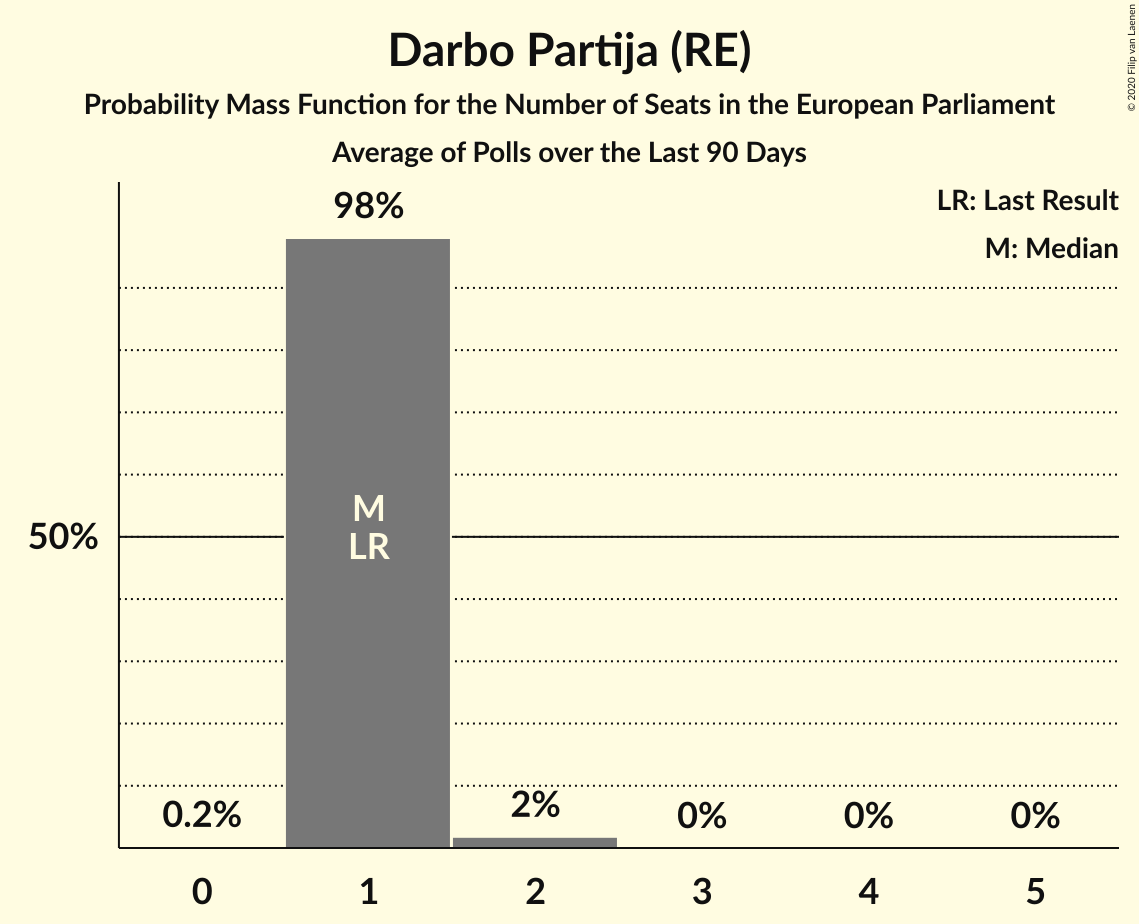 Darbo Partija (RE)
Probability Mass Function for the Number of Seats in the European Parliament
Average of Polls over the Last 90 Days
© 2020 Filip van Laenen
LR: Last Result
M: Median
98%
M
LR
50%
0.2%
2%
0%
0%
0%
0
1
2
3
4
5